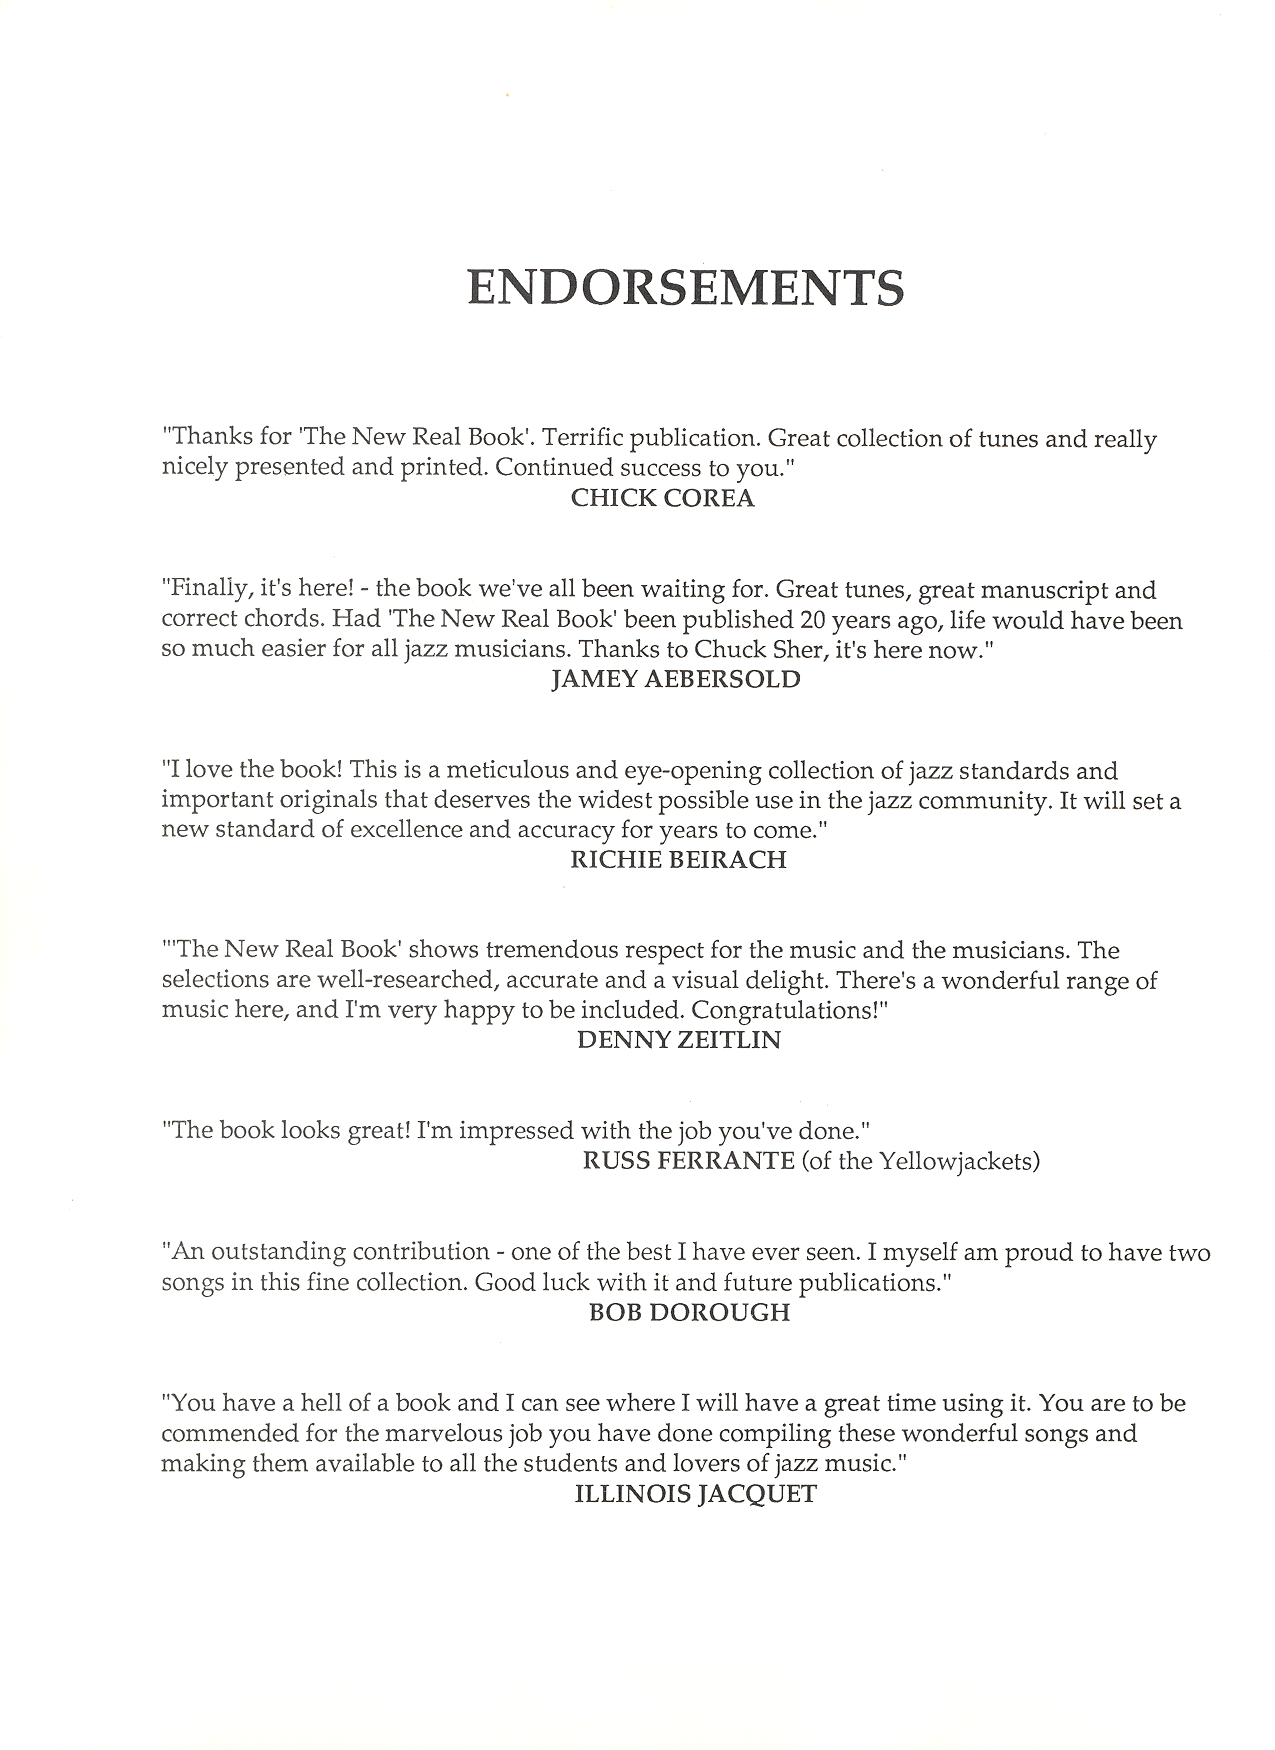 ENDORSEMENTS
"Thanks for 'The New Real Book'. Terrific publication. Great collection of tunes and really
nicely presented and printed. Continued success to you."
CHICK COREA
"Finally, it's here! - the book we've all been waiting for. Great tunes, great manuscript and
correct chords. Had 'The New Real Book' been published 20 years ago, life would have been
so much easier for all jazz musicians. Thanks to Chuck Sher, it's here now."
JAMEY AEBERSOLD
"I love the book! This is a meticulous and eye-opening collection of jazz standards and
important originals that deserves the widest possible use in the jazz community. It will set a
new standard of excellence and accuracy for years to come."
RICHIE BEIRACH
"'The New Real Book' shows tremendous respect for the music and the musicians. The
selections are well-researched, accurate and a visual delight. There's a wonderful range of
music here, and I'm very happy to be included. Congratulations!"
DENNY ZEITLIN
"The book looks great! I'm impressed with the job you've done."
RUSS FERRANTE (of the Yellowjackets)
"An outstanding contribution - one of the best I have ever seen. I myself am proud to have two
songs in this fine collection. Good luck with it and future publications."
BOB DOROUGH
"You have a hell of a book and I can see where I will have a great time using it. You are to be
commended for the marvelous job you have done compiling these wonderful songs and
making them available to all the students and lovers of jazz music."
ILLINOIS JACQUET